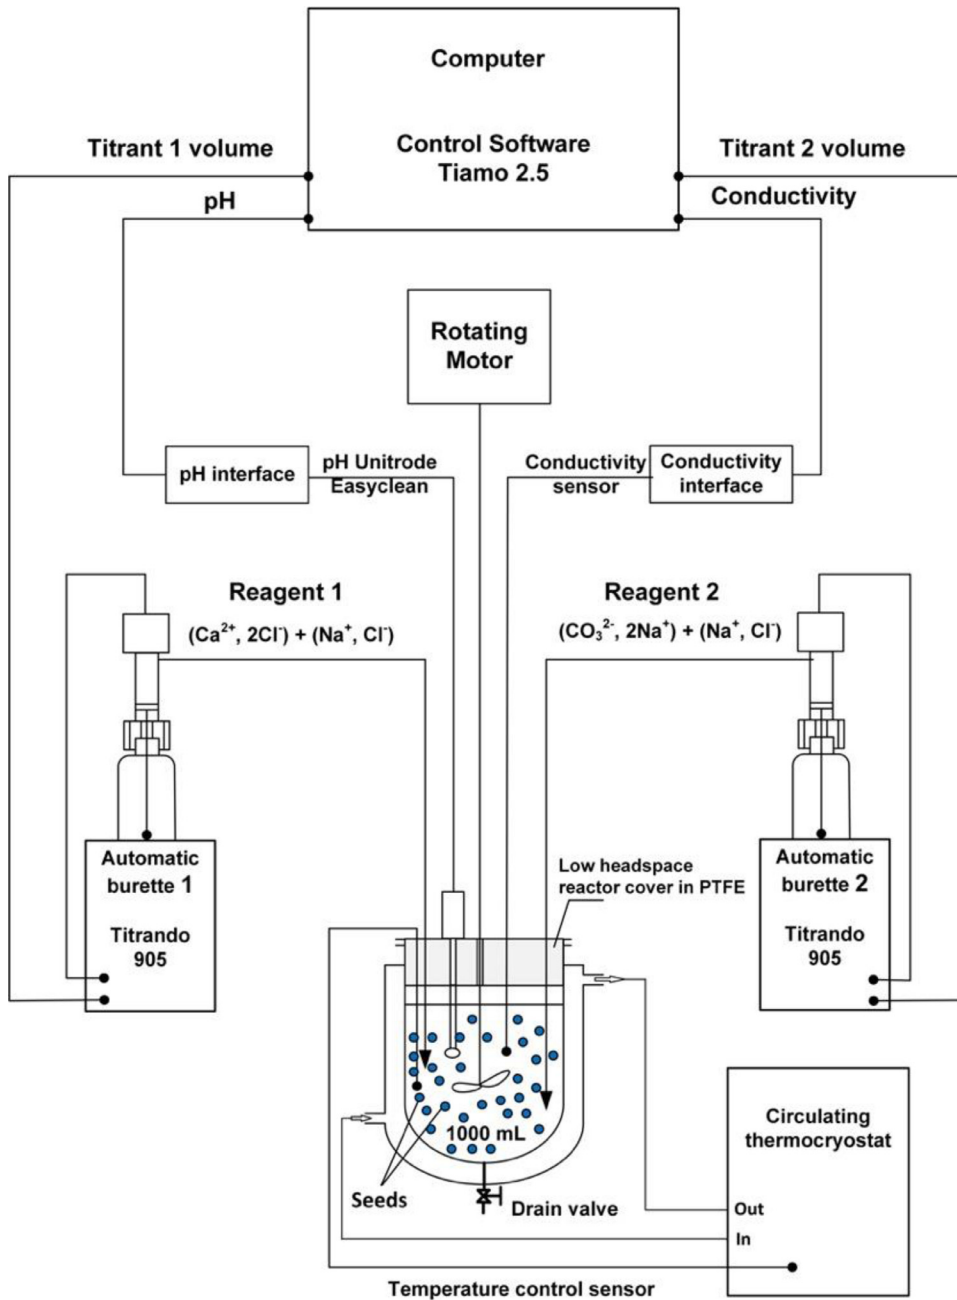 Computer
Control Software
Tiamo 2.5
Titrant 1 volume
Titrant 2 volume
pH
Conductivity
Rotating
Motor
pH interface
pH Unitrode
Easyclean
Conductivity
sensor
Conductivity
interface
Reagent 1
(Ca²⁺, 2Cl⁻) + (Na⁺, Cl⁻)
Reagent 2
(CO₃²⁻, 2Na⁺) + (Na⁺, Cl⁻)
Automatic
burette 1
Titrando
905
Low headspace
reactor cover in PTFE
Automatic
burette 2
Titrando
905
1000 mL
Seeds
Drain valve
Circulating
thermocryostat
Out
In
Temperature control sensor